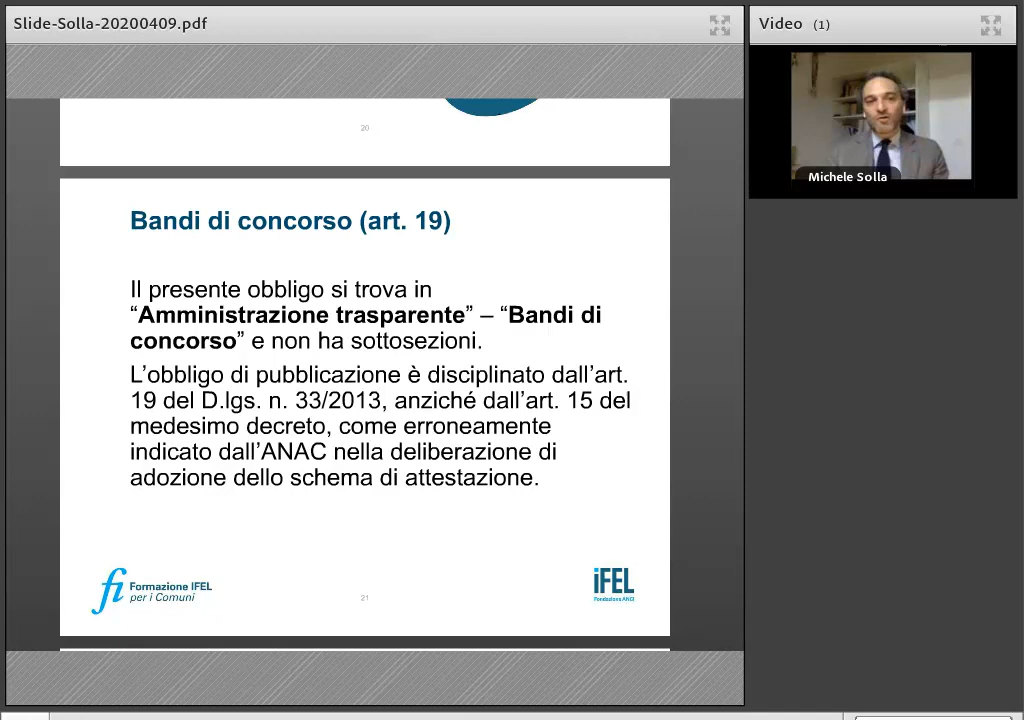 Slide-Solla-20200409.pdf
Video (1)
Michele Solla
20
Bandi di concorso (art. 19)
Il presente obbligo si trova in
“Amministrazione trasparente” – “Bandi di
concorso” e non ha sottosezioni.
L’obbligo di pubblicazione è disciplinato dall’art.
19 del D.lgs. n. 33/2013, anziché dall’art. 15 del
medesimo decreto, come erroneamente
indicato dall’ANAC nella deliberazione di
adozione dello schema di attestazione.
fi Formazione IFEL
per i Comuni
21
iFEL
Fondazione ANCI